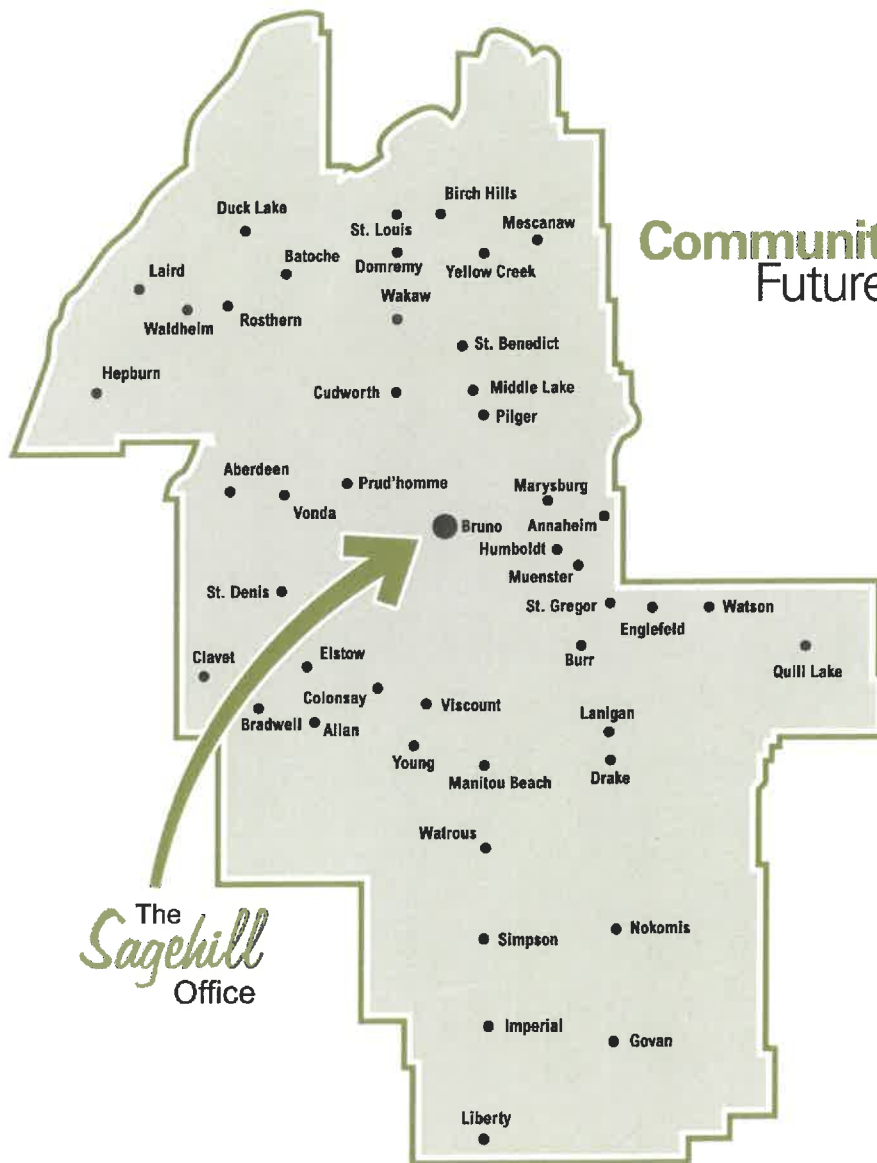 Birch Hills
Duck Lake
St. Louis
Mescanaw
Communit
Future
Batoche
Domremy
Yellow Creek
Laird
Wakaw
Waldheim
Rosthern
St. Benedict
Hepburn
Cudworth
Middle Lake
Pilger
Aberdeen
Prud'homme
Marysburg
Vonda
Bruno
Annaheim
Humboldt
Muenster
St. Denis
St. Gregor
Englefeld
Watson
Clavet
Elstow
Burr
Quill Lake
Colonsay
Viscount
Bradwell
Allan
Lanigan
Young
Manitou Beach
Drake
Watrous
The
Sagehill
Office
Simpson
Nokomis
Imperial
Govan
Liberty